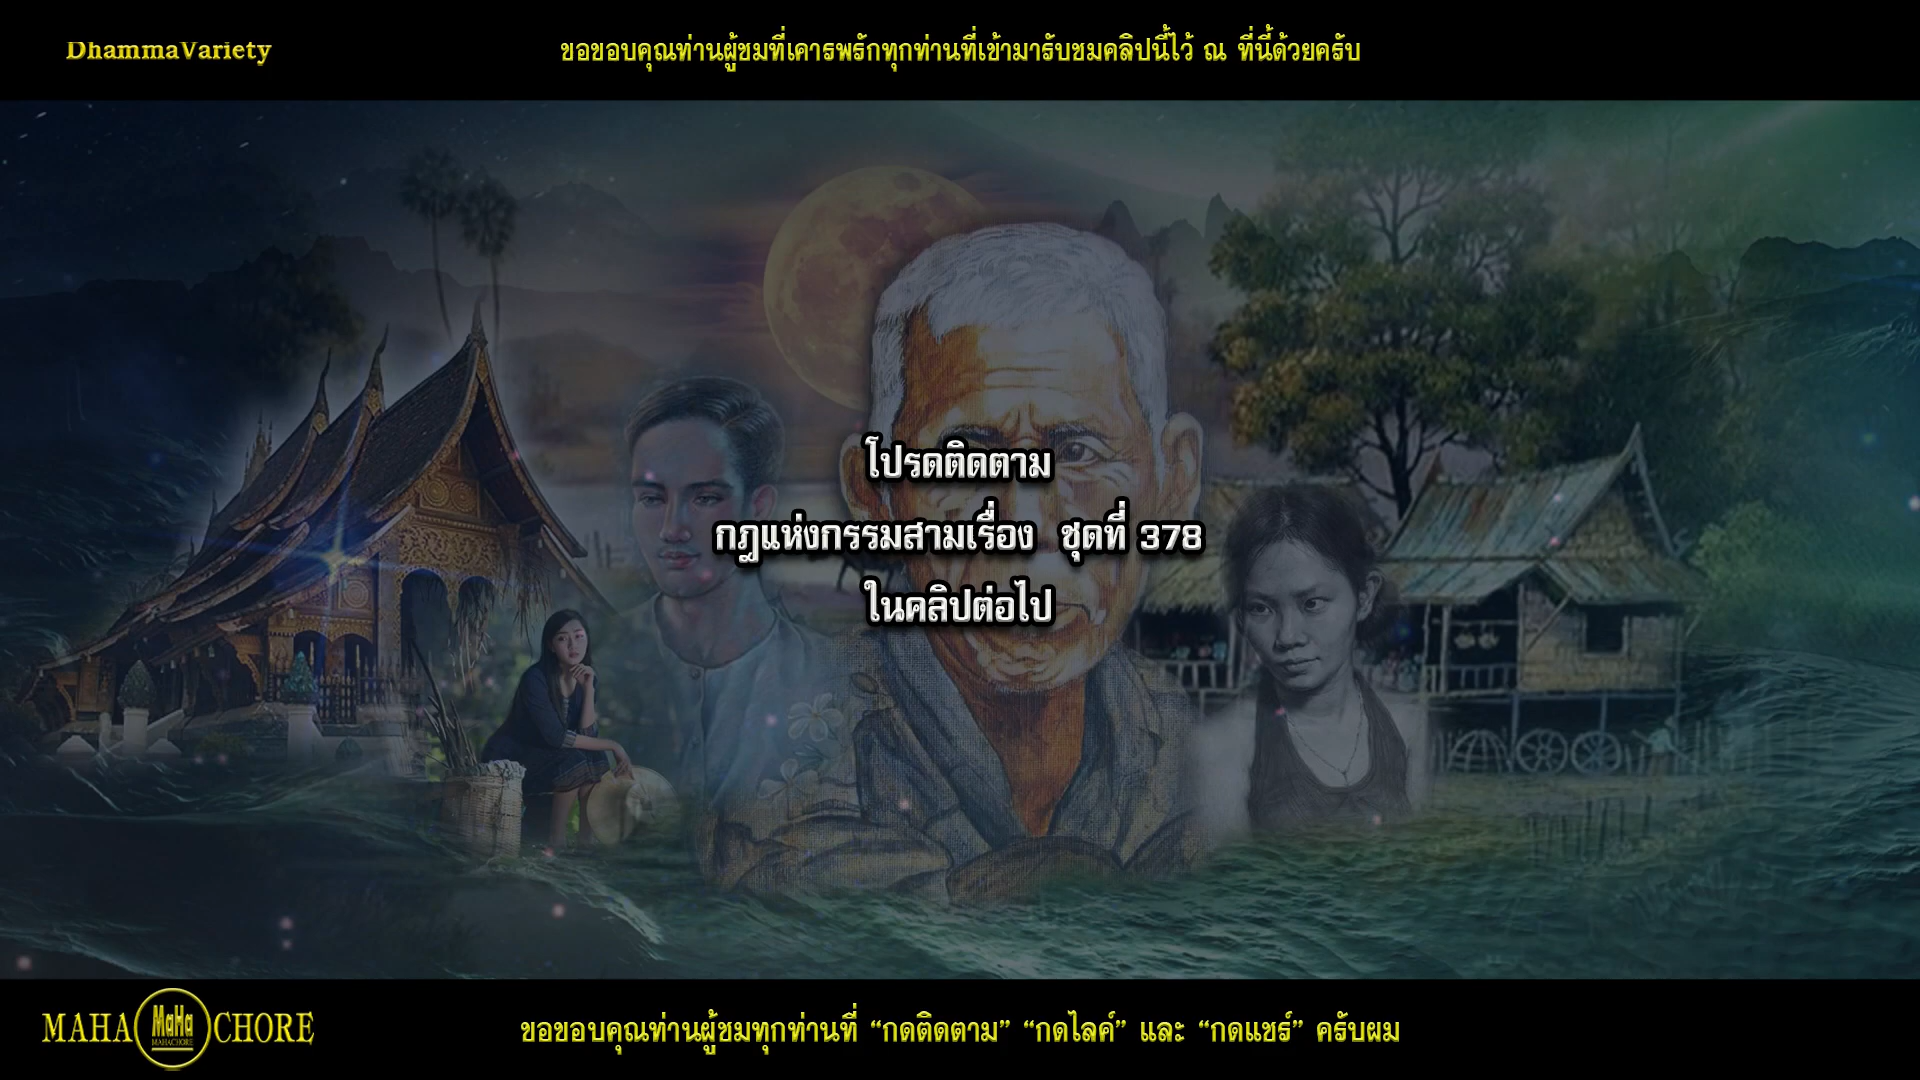 DhammaVariety
ขอขอบคุณท่านผู้ชมที่เคารพรักทุกท่านที่เข้ามารับชมคลิปนี้ไว้ ณ ที่นี้ด้วยครับ
โปรดติดตาม
กฎแห่งกรรมสามเรื่อง ชุดที่ 378
ในคลิปต่อไป
MAHA MaHa CHORE
MAHACHORE
ขอขอบคุณท่านผู้ชมทุกท่านที่ “กดติดตาม” “กดไลค์” และ “กดแชร์” ครับผม